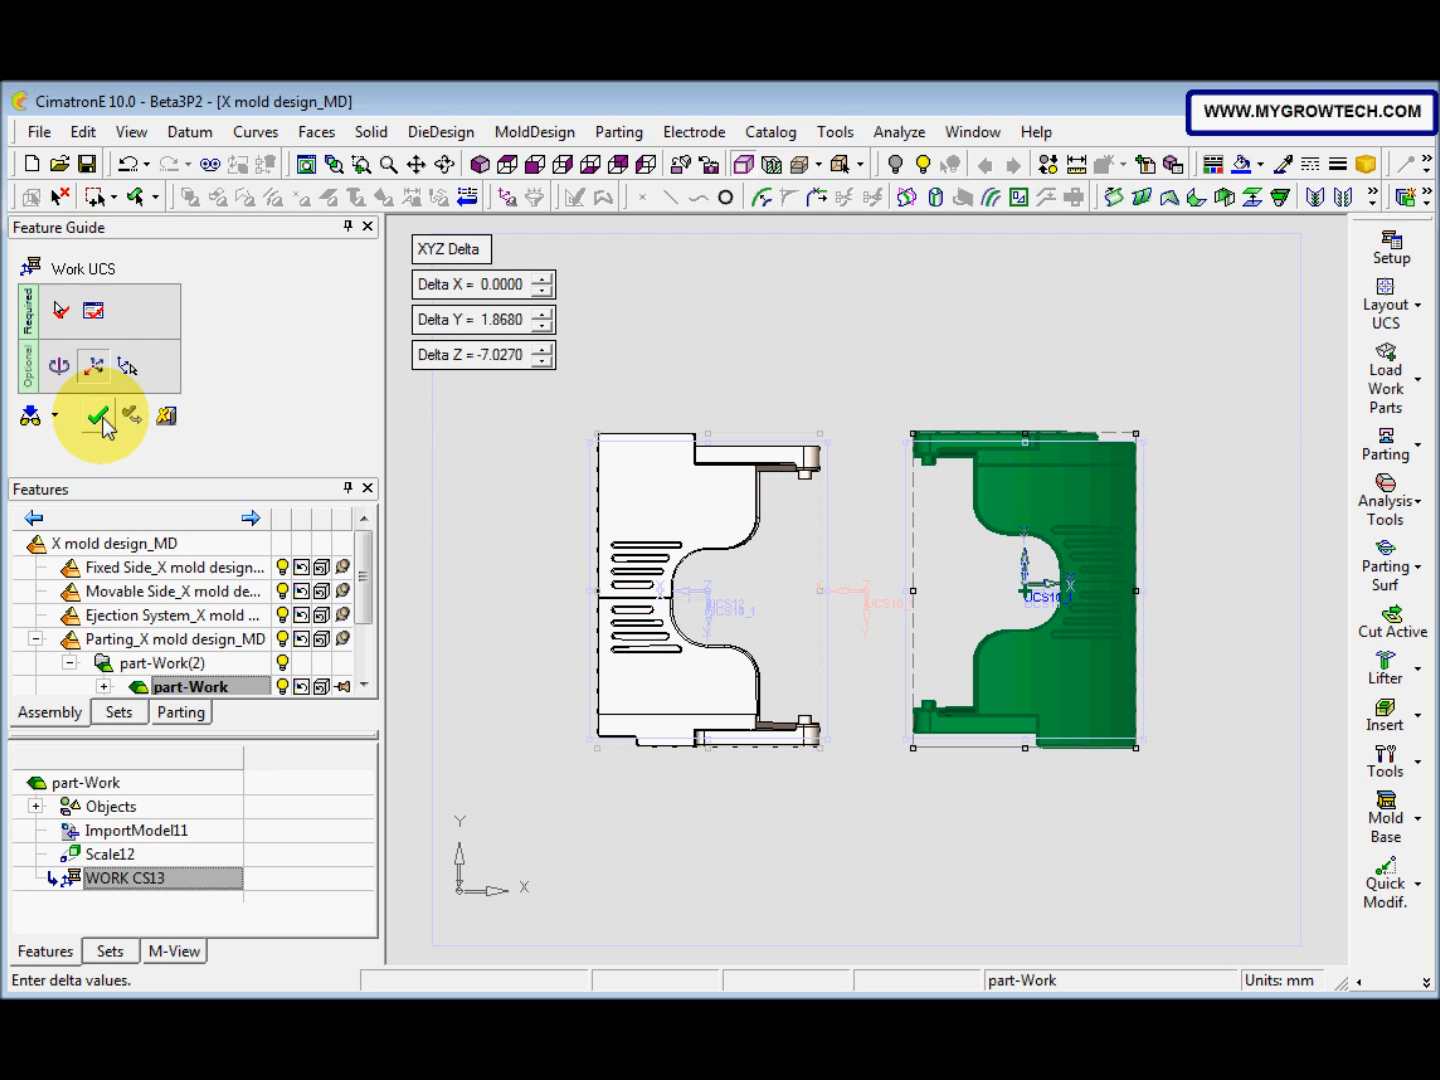 CimatronE 10.0 - Beta3P2 - [X mold design_MD]
WWW.MYGROWTECH.COM
File Edit View Datum Curves Faces Solid DieDesign MoldDesign Parting Electrode Catalog Tools Analyze Window Help
Feature Guide
Work UCS
Required
Optional
XYZ Delta
Delta X = 0.0000
Delta Y = 1.8680
Delta Z = -7.0270
Features
X mold design_MD
Fixed Side_X mold design...
Movable Side_X mold de...
Ejection System_X mold ...
Parting_X mold design_MD
part-Work(2)
part-Work
Assembly Sets Parting
part-Work
Objects
ImportModel11
Scale12
WORK CS13
Features Sets M-View
Y
X
X
UCS10_1
Setup
Layout
UCS
Load
Work
Parts
Parting
Analysis
Tools
Parting
Surf
Cut Active
Lifter
Insert
Tools
Mold
Base
Quick
Modif.
Enter delta values.
part-Work
Units: mm